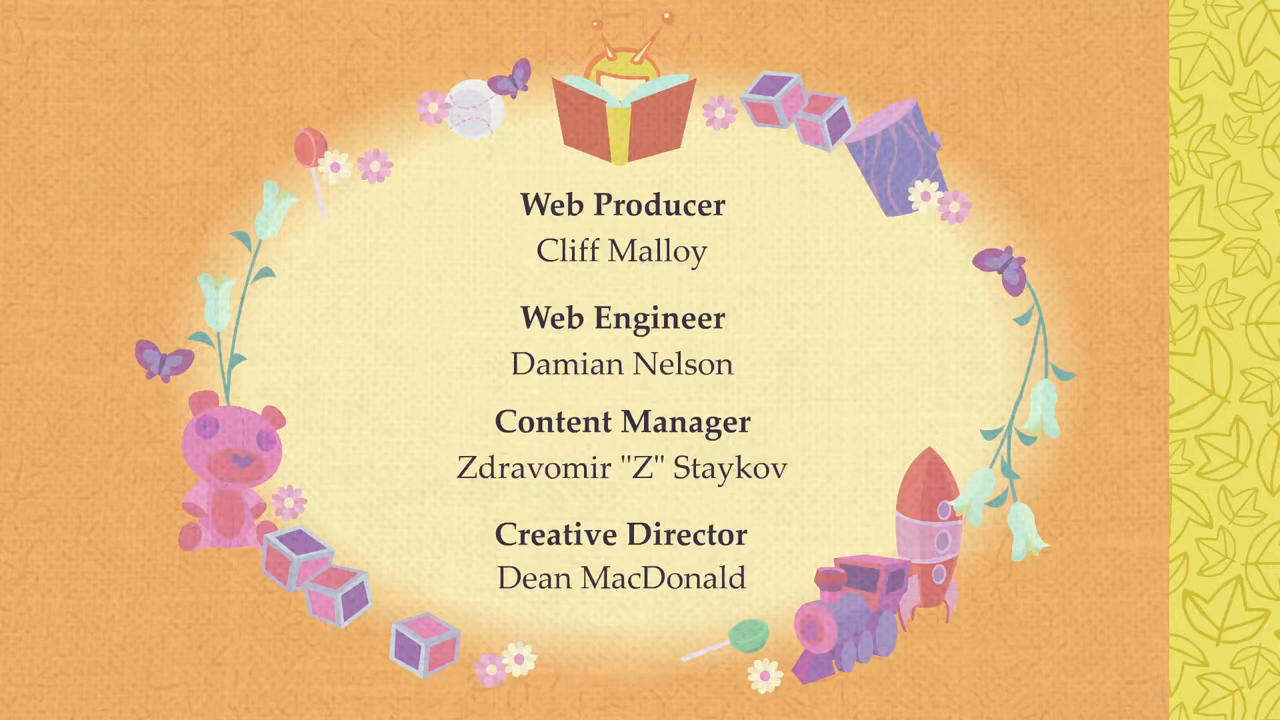 Web Producer
Cliff Malloy
Web Engineer
Damian Nelson
Content Manager
Zdravomir "Z" Staykov
Creative Director
Dean MacDonald